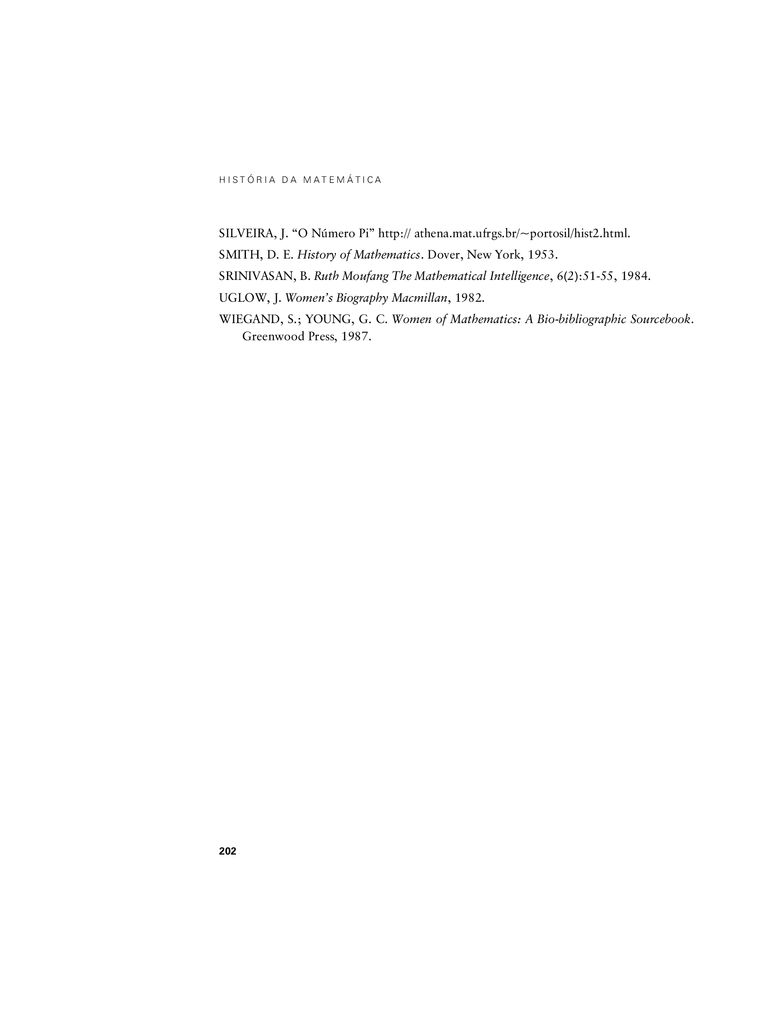 HISTÓRIA DA MATEMÁTICA
SILVEIRA, J. “O Número Pi” http:// athena.mat.ufrgs.br/~portosil/hist2.html.
SMITH, D. E. History of Mathematics. Dover, New York, 1953.
SRINIVASAN, B. Ruth Moufang The Mathematical Intelligence, 6(2):51-55, 1984.
UGLOW, J. Women’s Biography Macmillan, 1982.
WIEGAND, S.; YOUNG, G. C. Women of Mathematics: A Bio-bibliographic Sourcebook.
Greenwood Press, 1987.
202